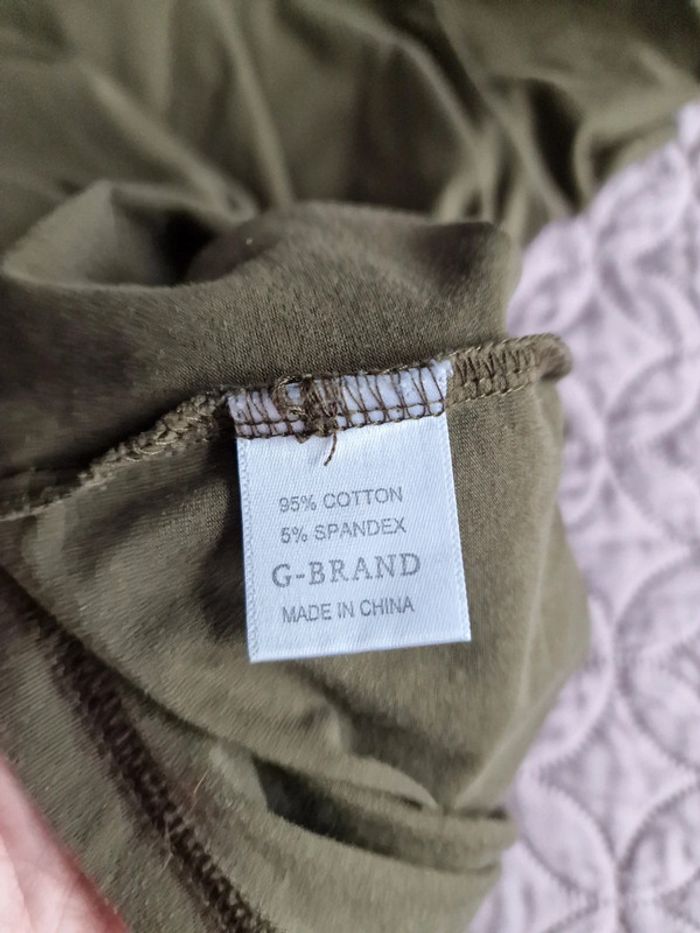 95% COTTON
5% SPANDEX
G-BRAND
MADE IN CHINA